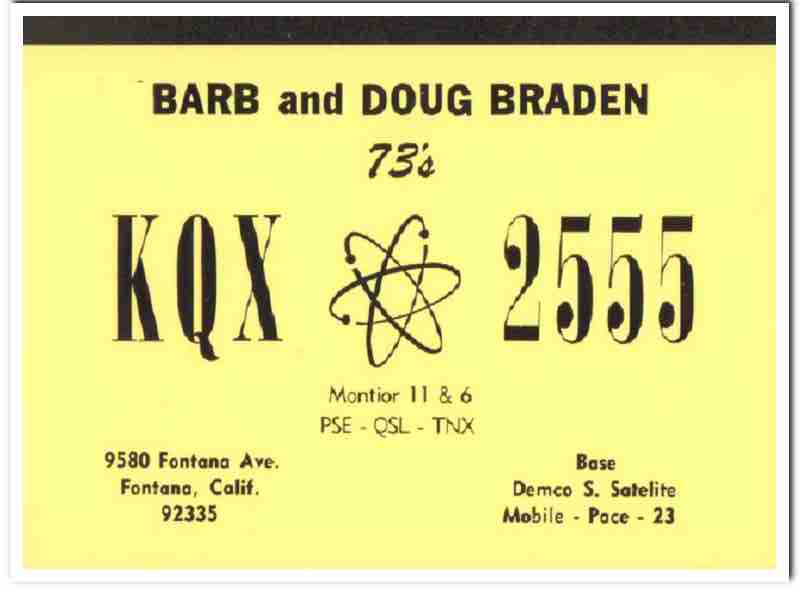 BARB and DOUG BRADEN
73's
KQX 2555
Montior 11 & 6
PSE - QSL - TNX
9580 Fontana Ave.
Fontana, Calif.
92335
Base
Demco S. Satelite
Mobile - Pace - 23